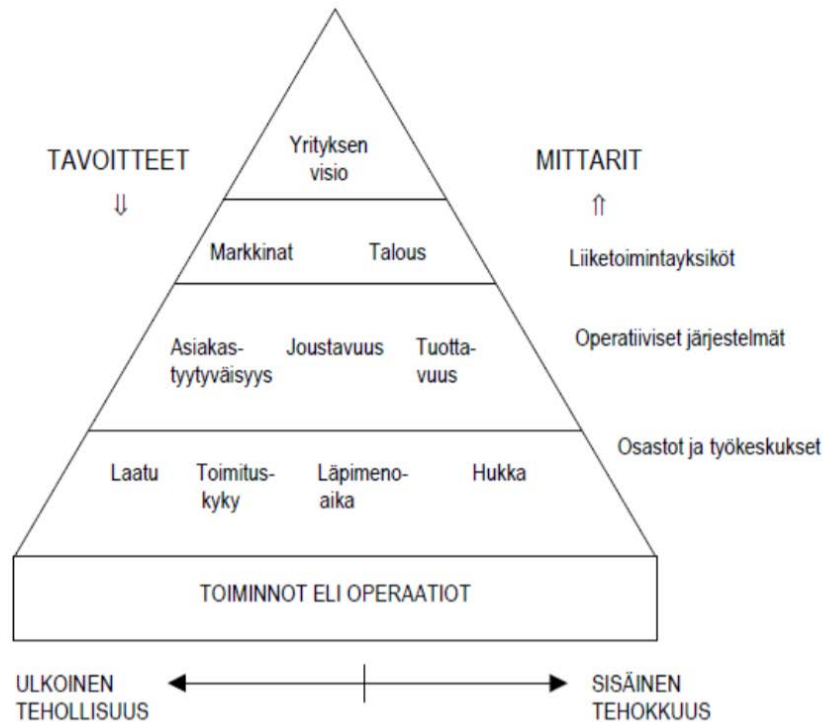 Yrityksen
visio
TAVOITTEET
MITTARIT
⇓
⇑
Markkinat
Talous
Liiketoimintayksiköt
Asiakas-
tyytyväisyys
Joustavuus
Tuotta-
vuus
Operatiiviset järjestelmät
Osastot ja työkeskukset
Laatu
Toimitus-
kyky
Läpimeno-
aika
Hukka
TOIMINNOT ELI OPERAATIOT
ULKOINEN
TEHOLLISUUS
SISÄINEN
TEHOKKUUS